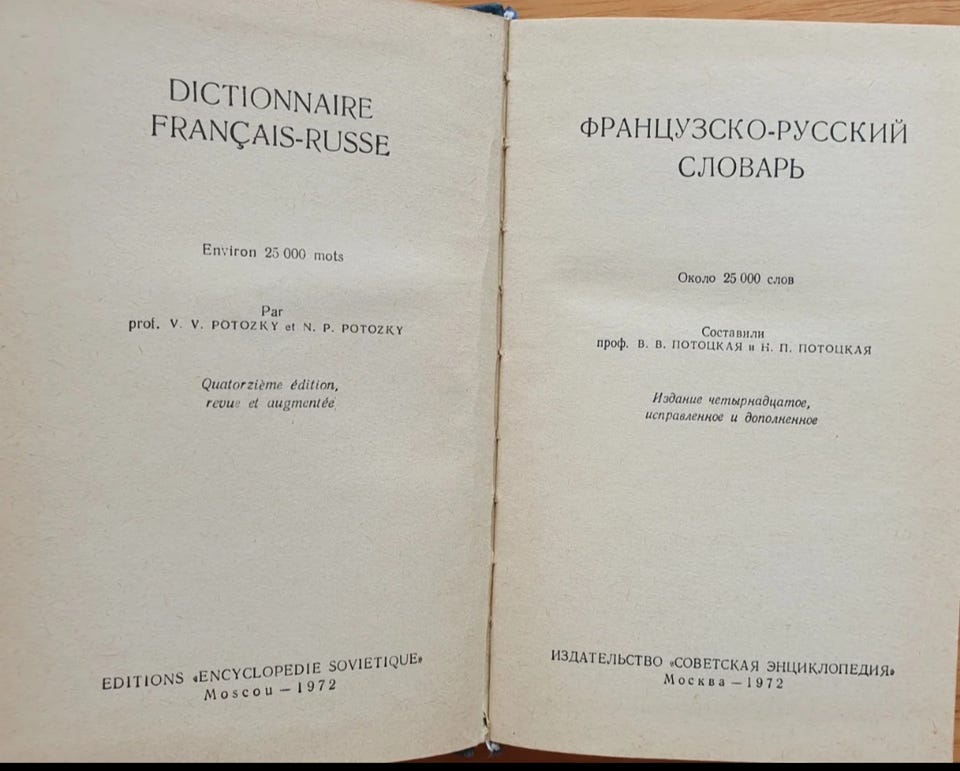 DICTIONNAIRE
FRANÇAIS-RUSSE
Environ 25 000 mots
Par
prof. V. V. POTOZKY et N. P. POTOZKY
Quatorzième édition,
revue et augmentée
EDITIONS «ENCYCLOPEDIE SOVIETIQUE»
Moscou — 1972
ФРАНЦУЗСКО-РУССКИЙ
СЛОВАРЬ
Около 25 000 слов
Составили
проф. В. В. ПОТОЦКАЯ и Н. П. ПОТОЦКАЯ
Издание четырнадцатое,
исправленное и дополненное
ИЗДАТЕЛЬСТВО «СОВЕТСКАЯ ЭНЦИКЛОПЕДИЯ»
Москва — 1972